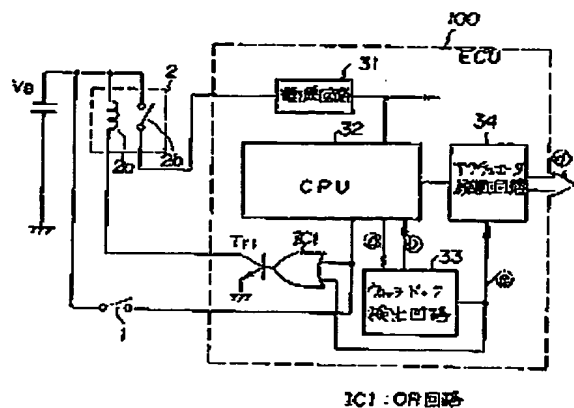 100
ECU
VB
2
31
電源回路
32
34
CPU
アクチュエータ
駆動回路
ⓓ
2a
2b
Tr1
IC1
ⓐ
ⓑ
33
ウォッチドッグ
検出回路
ⓒ
1
IC1：OR回路